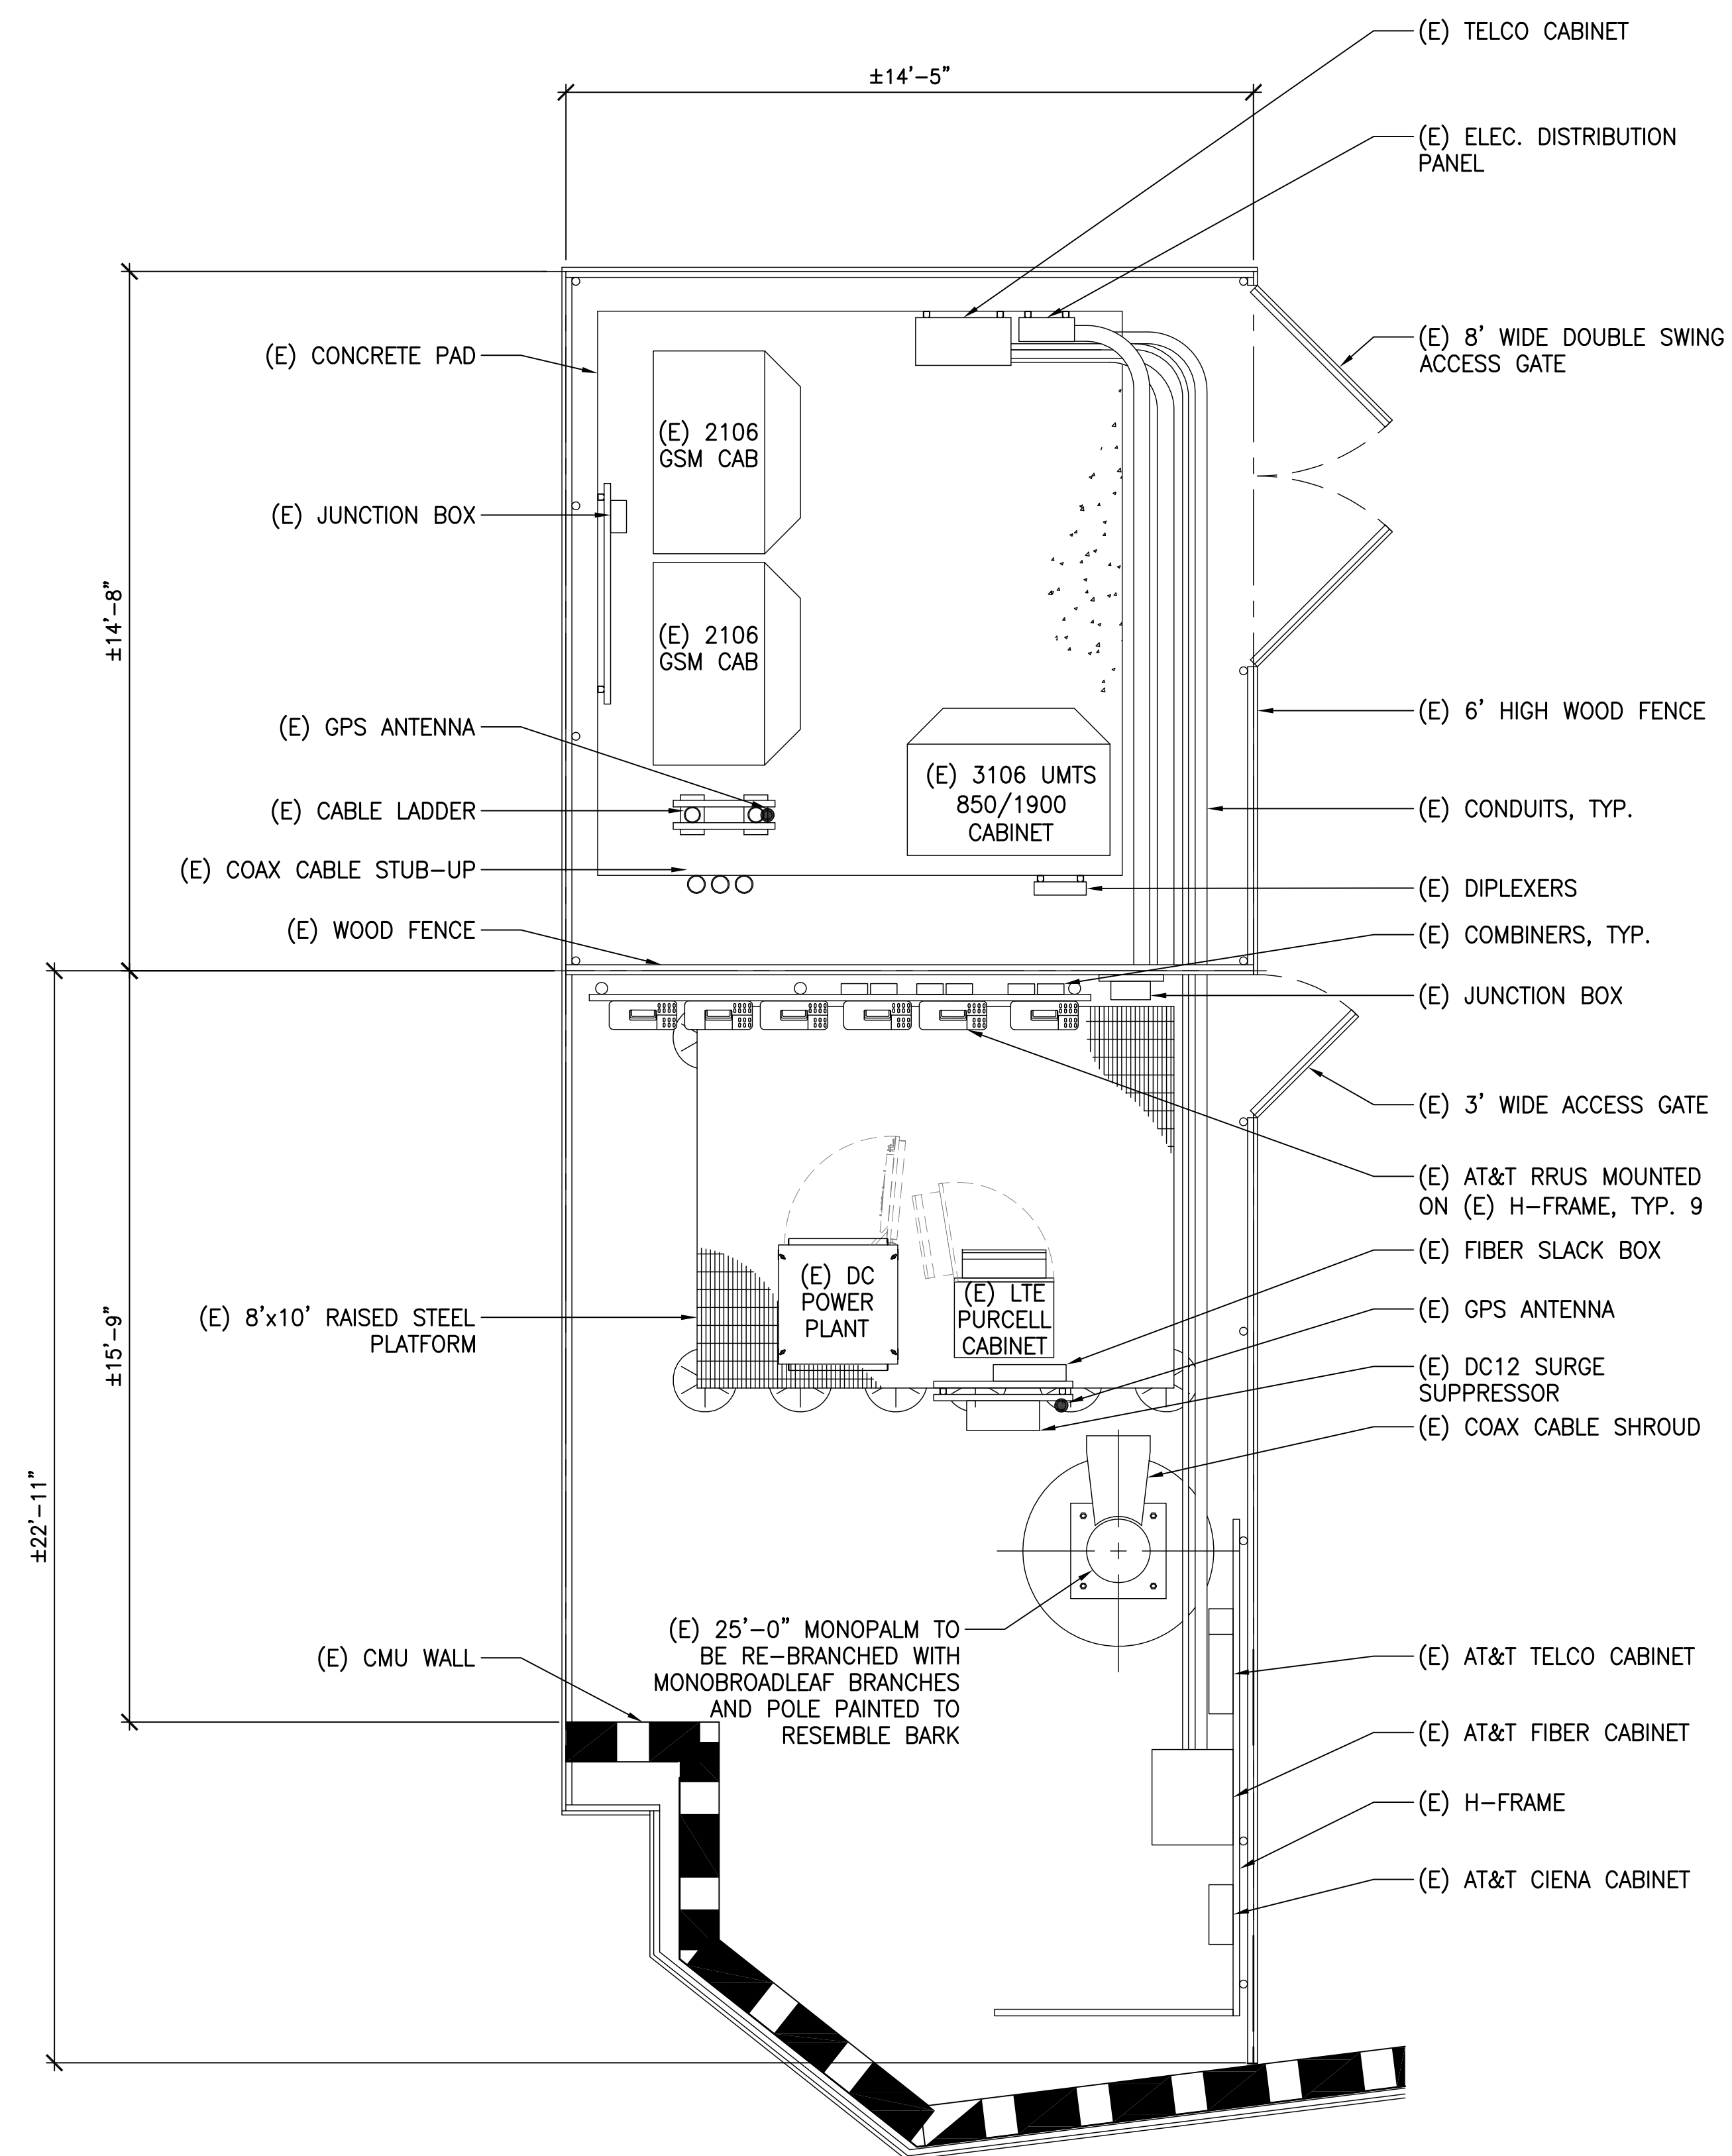 (E) TELCO CABINET
±14'-5"
(E) ELEC. DISTRIBUTION
PANEL
(E) 8' WIDE DOUBLE SWING
ACCESS GATE
(E) CONCRETE PAD
(E) 2106
GSM CAB
(E) JUNCTION BOX
±14'-8"
(E) 2106
GSM CAB
(E) 6' HIGH WOOD FENCE
(E) GPS ANTENNA
(E) 3106 UMTS
850/1900
CABINET
(E) CABLE LADDER
(E) CONDUITS, TYP.
(E) COAX CABLE STUB-UP
(E) DIPLEXERS
(E) WOOD FENCE
(E) COMBINERS, TYP.
(E) JUNCTION BOX
(E) 3' WIDE ACCESS GATE
(E) AT&T RRUS MOUNTED
ON (E) H-FRAME, TYP. 9
(E) FIBER SLACK BOX
(E) DC
POWER
PLANT
(E) LTE
PURCELL
CABINET
(E) 8'x10' RAISED STEEL
PLATFORM
(E) GPS ANTENNA
±15'-9"
(E) DC12 SURGE
SUPPRESSOR
(E) COAX CABLE SHROUD
±22'-11"
(E) 25'-0" MONOPALM TO
BE RE-BRANCHED WITH
MONOBROADLEAF BRANCHES
AND POLE PAINTED TO
RESEMBLE BARK
(E) CMU WALL
(E) AT&T TELCO CABINET
(E) AT&T FIBER CABINET
(E) H-FRAME
(E) AT&T CIENA CABINET